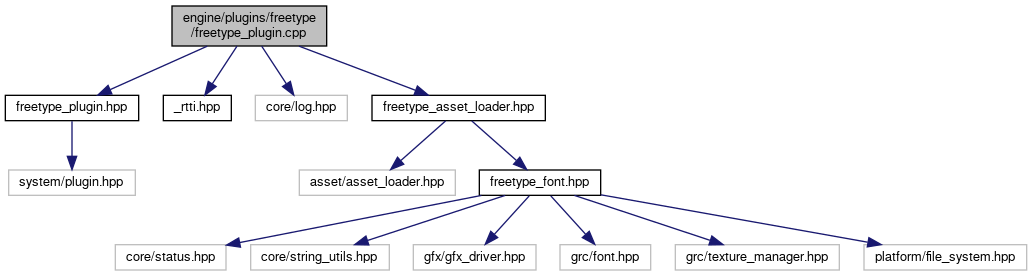 engine/plugins/freetype
/freetype_plugin.cpp
freetype_plugin.hpp
_rtti.hpp
core/log.hpp
freetype_asset_loader.hpp
system/plugin.hpp
asset/asset_loader.hpp
freetype_font.hpp
core/status.hpp
core/string_utils.hpp
gfx/gfx_driver.hpp
grc/font.hpp
grc/texture_manager.hpp
platform/file_system.hpp